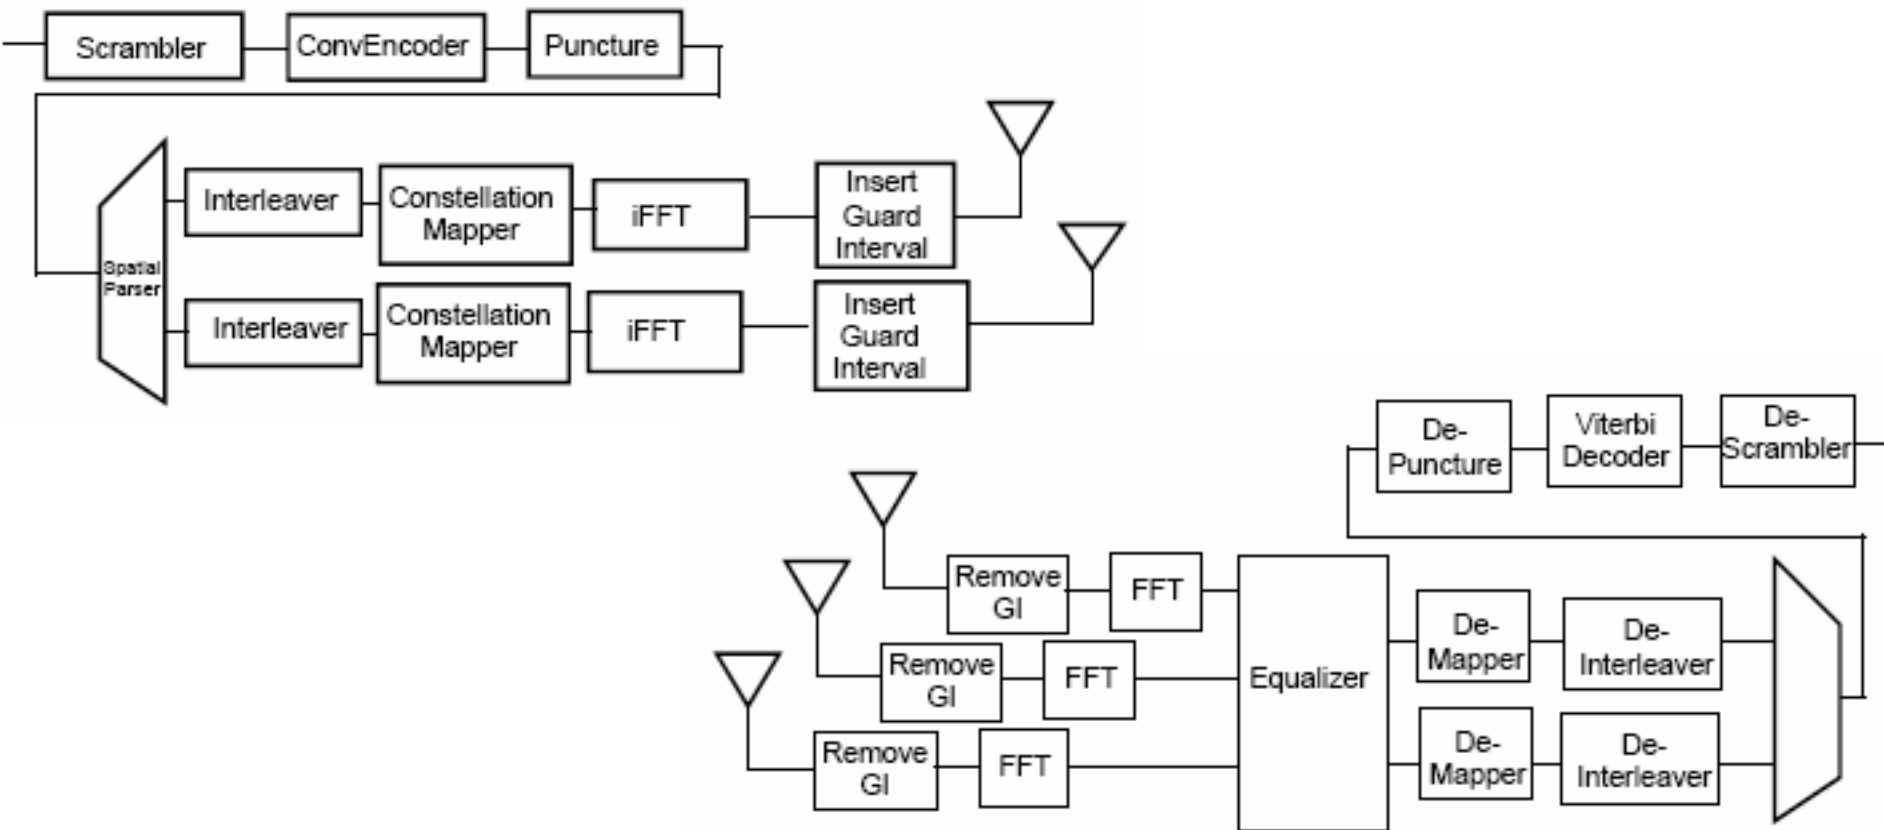 Scrambler
ConvEncoder
Puncture
Spatial
Parser
Interleaver
Constellation
Mapper
iFFT
Insert
Guard
Interval
Interleaver
Constellation
Mapper
iFFT
Insert
Guard
Interval
De-
Puncture
Viterbi
Decoder
De-
Scrambler
Remove
GI
FFT
Remove
GI
FFT
Remove
GI
FFT
Equalizer
De-
Mapper
De-
Interleaver
De-
Mapper
De-
Interleaver